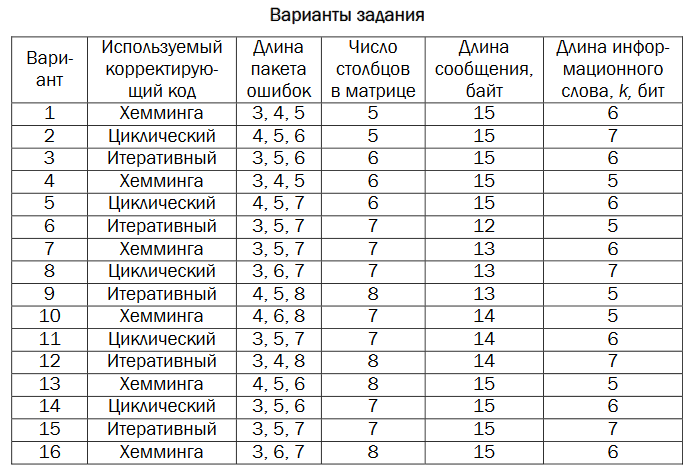 Варианты задания
Вари-
ант
Используемый
корректирую-
щий код
Длина
пакета
ошибок
Число
столбцов
в матрице
Длина
сообщения,
байт
Длина инфор-
мационного
слова, k, бит
1 Хемминга 3, 4, 5 5 15 6
2 Циклический 4, 5, 6 5 15 7
3 Итеративный 3, 5, 6 6 15 6
4 Хемминга 3, 4, 5 6 15 5
5 Циклический 4, 5, 7 6 15 6
6 Итеративный 3, 5, 7 7 12 5
7 Хемминга 3, 5, 7 7 13 6
8 Циклический 3, 6, 7 7 13 7
9 Итеративный 4, 5, 8 8 13 5
10 Хемминга 4, 6, 8 7 14 5
11 Циклический 3, 5, 7 7 14 6
12 Итеративный 3, 4, 8 8 14 7
13 Хемминга 4, 5, 6 8 15 5
14 Циклический 3, 5, 6 7 15 6
15 Итеративный 3, 5, 7 7 15 7
16 Хемминга 3, 6, 7 8 15 6